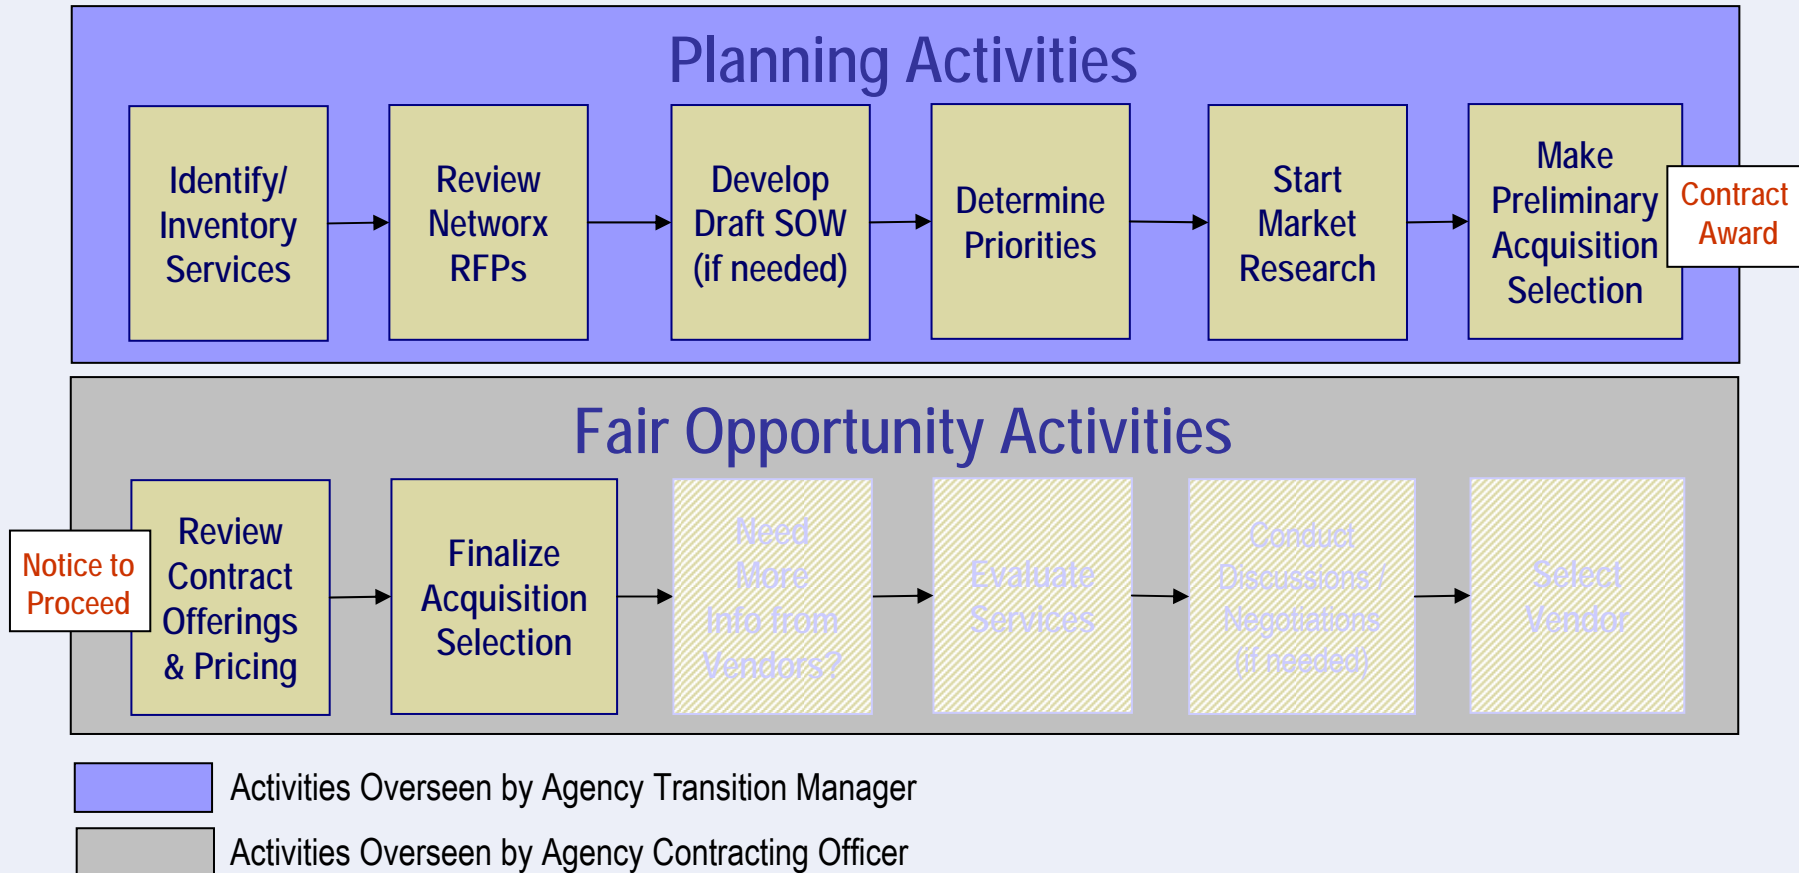 Planning Activities
Identify/
Inventory
Services
Review
Networx
RFPs
Develop
Draft SOW
(if needed)
Determine
Priorities
Start
Market
Research
Make
Preliminary
Acquisition
Selection
Contract
Award
Fair Opportunity Activities
Notice to
Proceed
Review
Contract
Offerings
& Pricing
Finalize
Acquisition
Selection
Need
More
Info from
Vendors?
Evaluate
Services
Conduct
Discussions /
Negotiations
(if needed)
Select
Vendor
Activities Overseen by Agency Transition Manager
Activities Overseen by Agency Contracting Officer